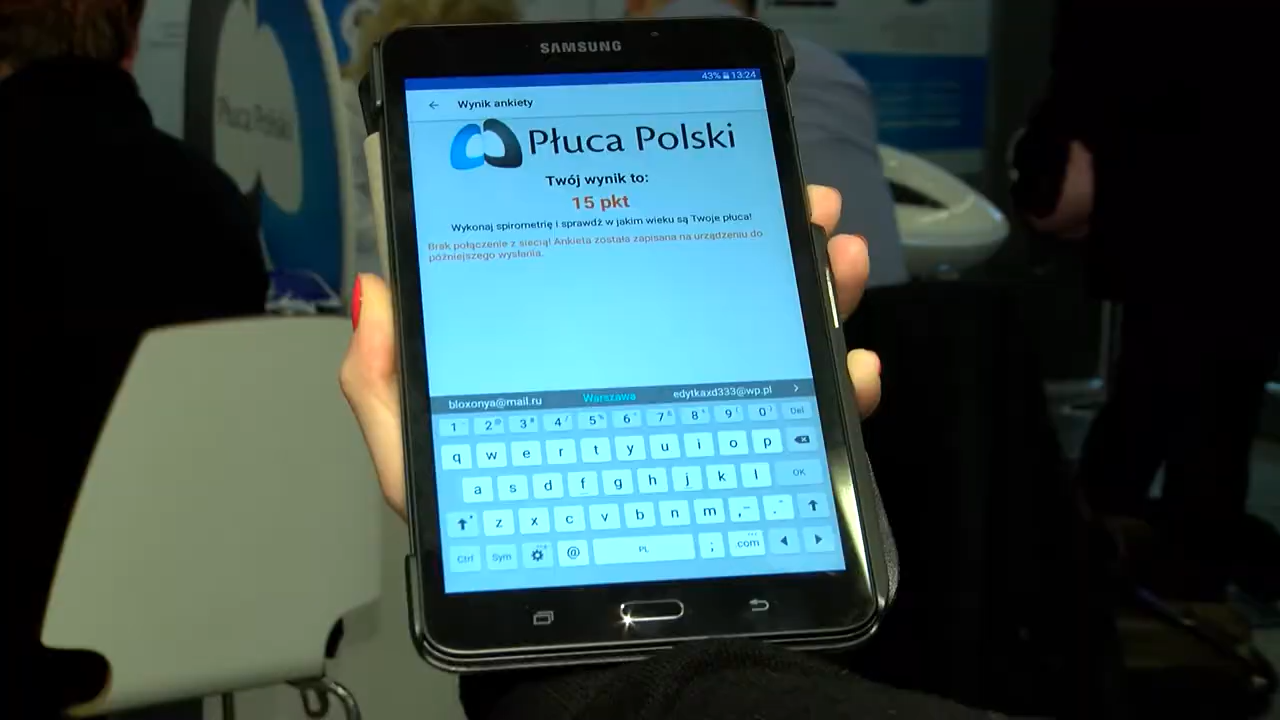 Płuca Polski
SAMSUNG
43% 13:24
← Wynik ankiety
Płuca Polski
Twój wynik to:
15 pkt
Wykonaj spirometrię i sprawdź w jakim wieku są Twoje płuca!
Brak połączenia z siecią! Ankieta została zapisana na urządzeniu do
późniejszego wysłania.
bloxonya@mail.ru Warszawa edytkaxd333@wp.pl >
1 2 3 4 5 6 7 8 9 0 Del
q w e r t y u i o p
a s d f g h j k l OK
z x c v b n m ,- .
Ctrl Sym @ PL ; com